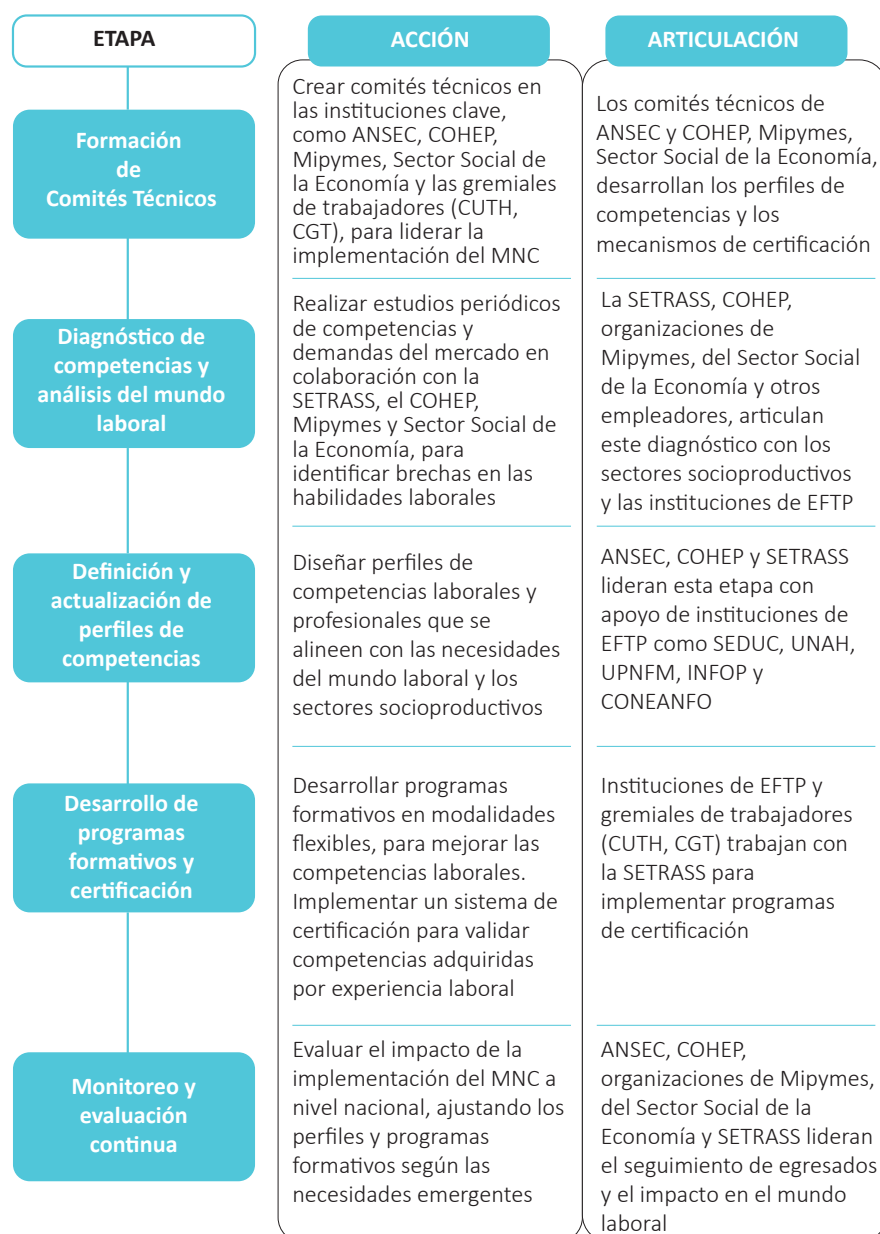 ETAPA
ACCIÓN
ARTICULACIÓN
Formación
de
Comités Técnicos
Crear comités técnicos en
las instituciones clave,
como ANSEC, COHEP,
Mipymes, Sector Social de
la Economía y las gremiales
de trabajadores (CUTH,
CGT), para liderar la
implementación del MNC
Los comités técnicos de
ANSEC y COHEP, Mipymes,
Sector Social de la Economía,
desarrollan los perfiles de
competencias y los
mecanismos de certificación
Diagnóstico de
competencias y
análisis del mundo
laboral
Realizar estudios periódicos
de competencias y
demandas del mercado en
colaboración con la
SETRASS, el COHEP,
Mipymes y Sector Social de
la Economía, para
identificar brechas en las
habilidades laborales
La SETRASS, COHEP,
organizaciones de
Mipymes, del Sector Social
de la Economía y otros
empleadores, articulan
este diagnóstico con los
sectores socioproductivos
y las instituciones de EFTP
Definición y
actualización de
perfiles de
competencias
Diseñar perfiles de
competencias laborales y
profesionales que se
alineen con las necesidades
del mundo laboral y los
sectores socioproductivos
ANSEC, COHEP y SETRASS
lideran esta etapa con
apoyo de instituciones de
EFTP como SEDUC, UNAH,
UPNFM, INFOP y
CONEANFO
Desarrollo de
programas
formativos y
certificación
Desarrollar programas
formativos en modalidades
flexibles, para mejorar las
competencias laborales.
Implementar un sistema de
certificación para validar
competencias adquiridas
por experiencia laboral
Instituciones de EFTP y
gremiales de trabajadores
(CUTH, CGT) trabajan con
la SETRASS para
implementar programas
de certificación
Monitoreo y
evaluación
continua
Evaluar el impacto de la
implementación del MNC a
nivel nacional, ajustando los
perfiles y programas
formativos según las
necesidades emergentes
ANSEC, COHEP,
organizaciones de Mipymes,
del Sector Social de la
Economía y SETRASS lideran
el seguimiento de egresados
y el impacto en el mundo
laboral